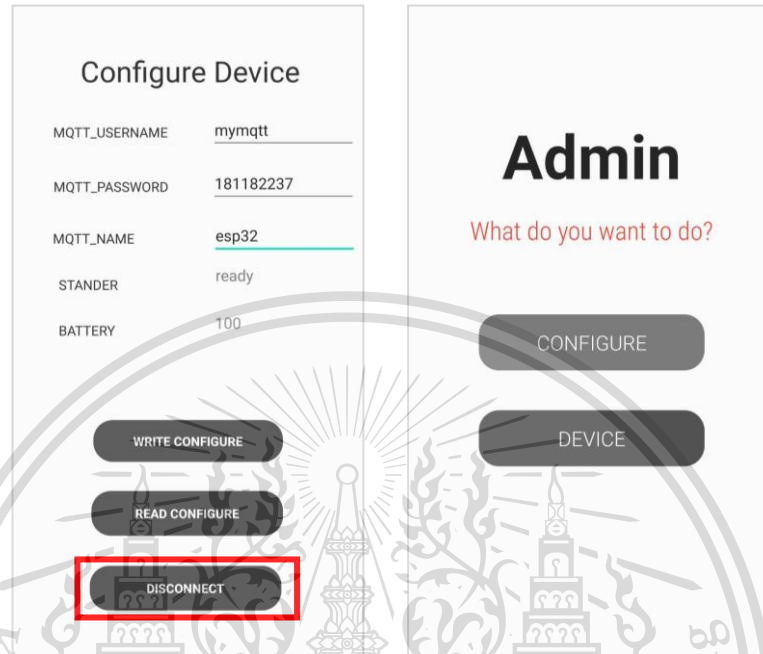 Configure Device
MQTT_USERNAME mymqtt
MQTT_PASSWORD 181182237
MQTT_NAME esp32
STANDER ready
BATTERY 100
WRITE CONFIGURE
READ CONFIGURE
DISCONNECT
Admin
What do you want to do?
CONFIGURE
DEVICE